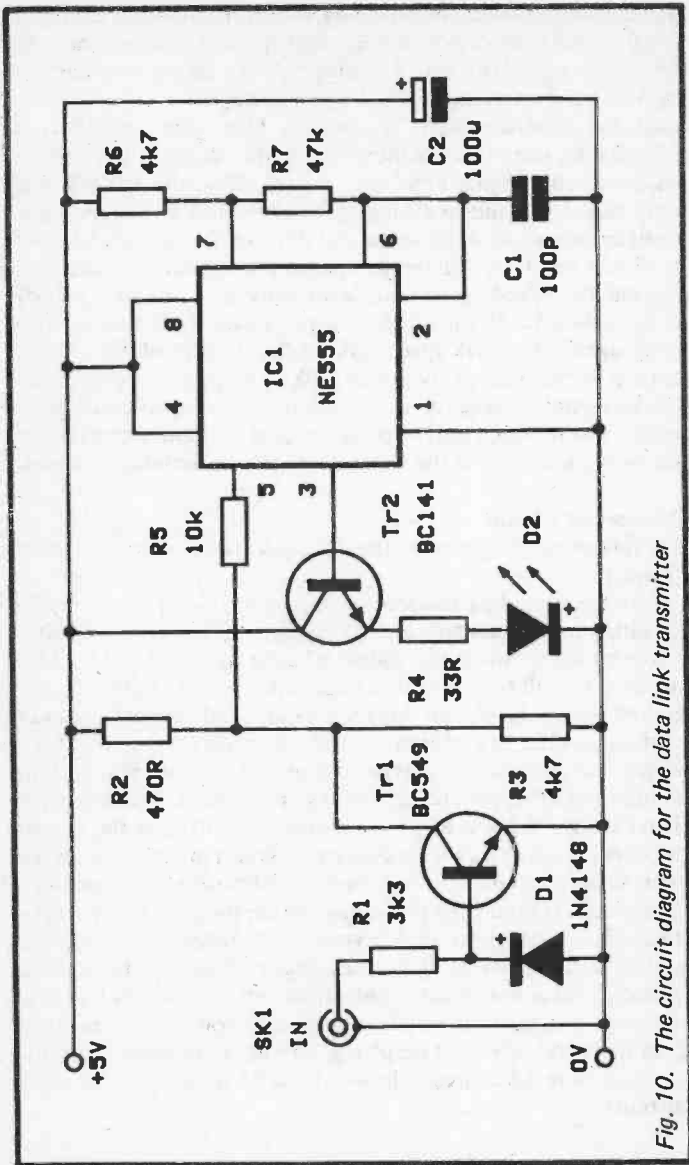 +5V
R2
470R
R5
10k
4
8
5
3
IC1
NE555
7
6
1
2
R6
4k7
R7
47k
+
C2
100u
C1
100p
Tr2
BC141
R4
33R
D2
+
SK1
IN
R1
3k3
Tr1
BC549
R3
4k7
+
D1
1N4148
0V
Fig. 10. The circuit diagram for the data link transmitter